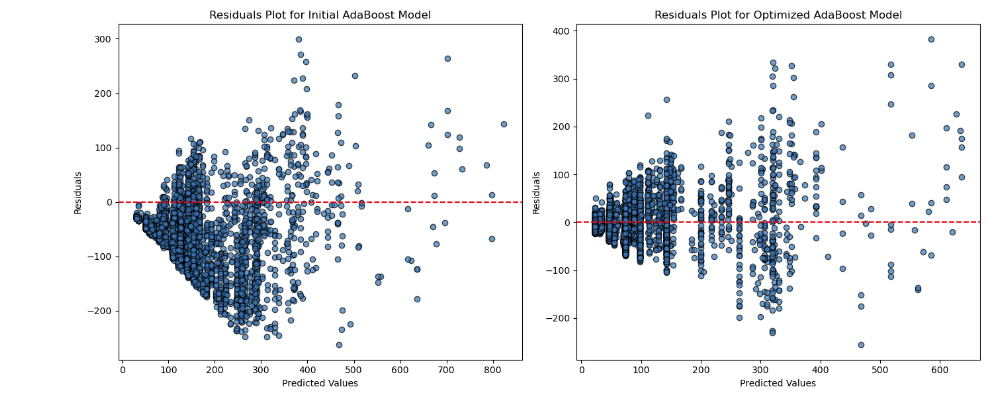 Residuals Plot for Initial AdaBoost Model
300
200
100
0
−100
−200
Residuals
0 100 200 300 400 500 600 700 800
Predicted Values
Residuals Plot for Optimized AdaBoost Model
400
300
200
100
0
−100
−200
Residuals
0 100 200 300 400 500 600
Predicted Values